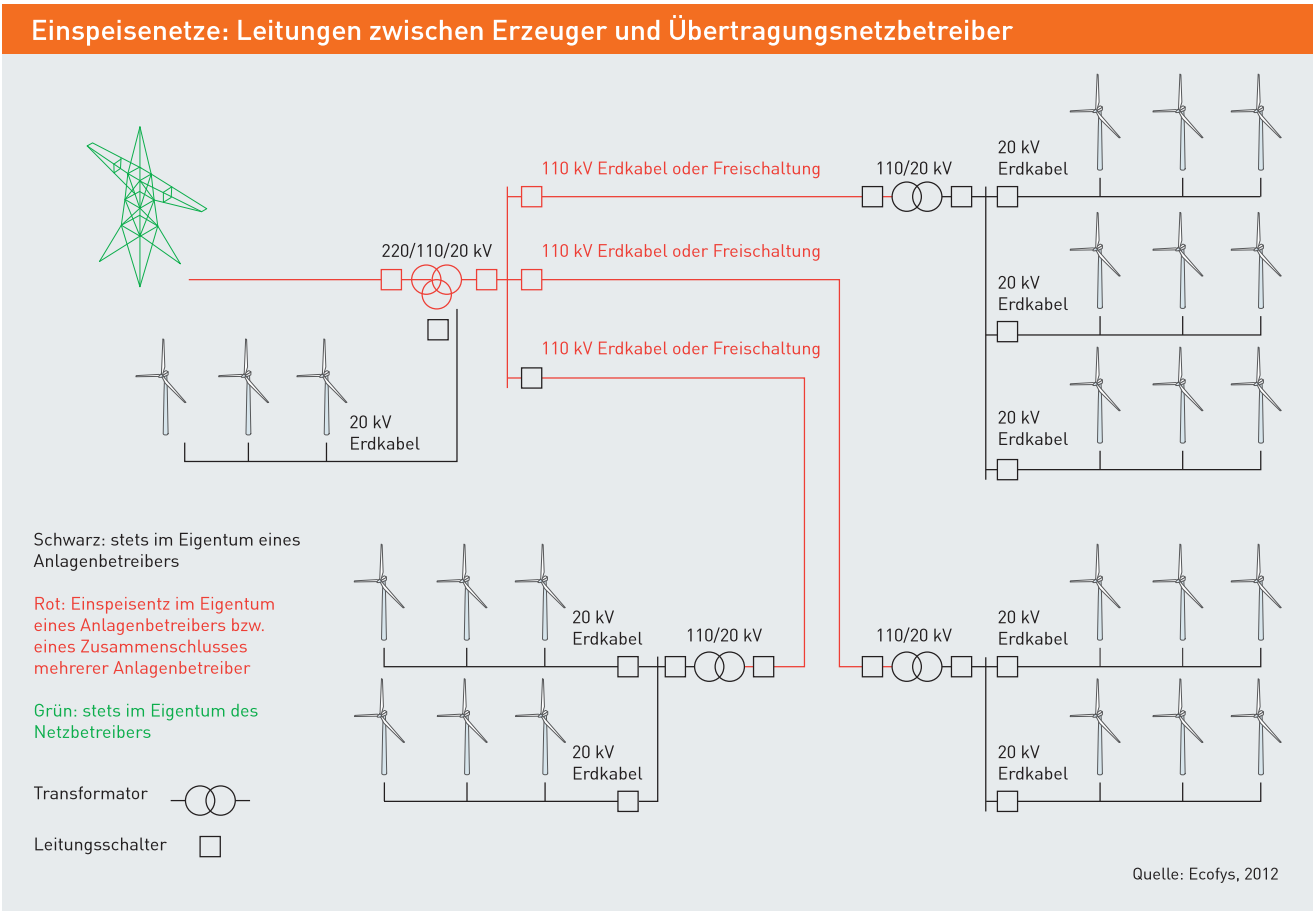 Einspeisenetze: Leitungen zwischen Erzeuger und Übertragungsnetzbetreiber
110 kV Erdkabel oder Freischaltung
110/20 kV
20 kV
Erdkabel
220/110/20 kV
110 kV Erdkabel oder Freischaltung
20 kV
Erdkabel
110 kV Erdkabel oder Freischaltung
20 kV
Erdkabel
20 kV
Erdkabel
Schwarz: stets im Eigentum eines
Anlagenbetreibers
Rot: Einspeisentz im Eigentum
eines Anlagenbetreibers bzw.
eines Zusammenschlusses
mehrerer Anlagenbetreiber
Grün: stets im Eigentum des
Netzbetreibers
20 kV
Erdkabel
110/20 kV
110/20 kV
20 kV
Erdkabel
20 kV
Erdkabel
20 kV
Erdkabel
Transformator
Leitungsschalter
Quelle: Ecofys, 2012